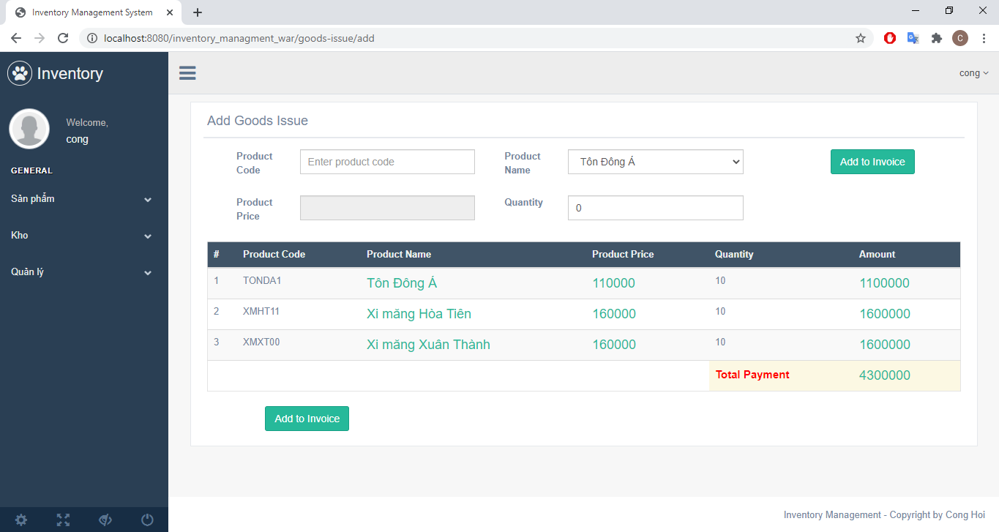 Inventory Management System
localhost:8080/inventory_managment_war/goods-issue/add
C
Inventory
cong
Welcome,
cong
GENERAL
Sản phẩm
Kho
Quản lý
Add Goods Issue
Product Code
Enter product code
Product Name
Tôn Đông Á
Add to Invoice
Product Price
Quantity
0
# Product Code Product Name Product Price Quantity Amount
1 TONDA1 Tôn Đông Á 110000 10 1100000
2 XMHT11 Xi măng Hòa Tiên 160000 10 1600000
3 XMXT00 Xi măng Xuân Thành 160000 10 1600000
Total Payment 4300000
Add to Invoice
Inventory Management - Copyright by Cong Hoi